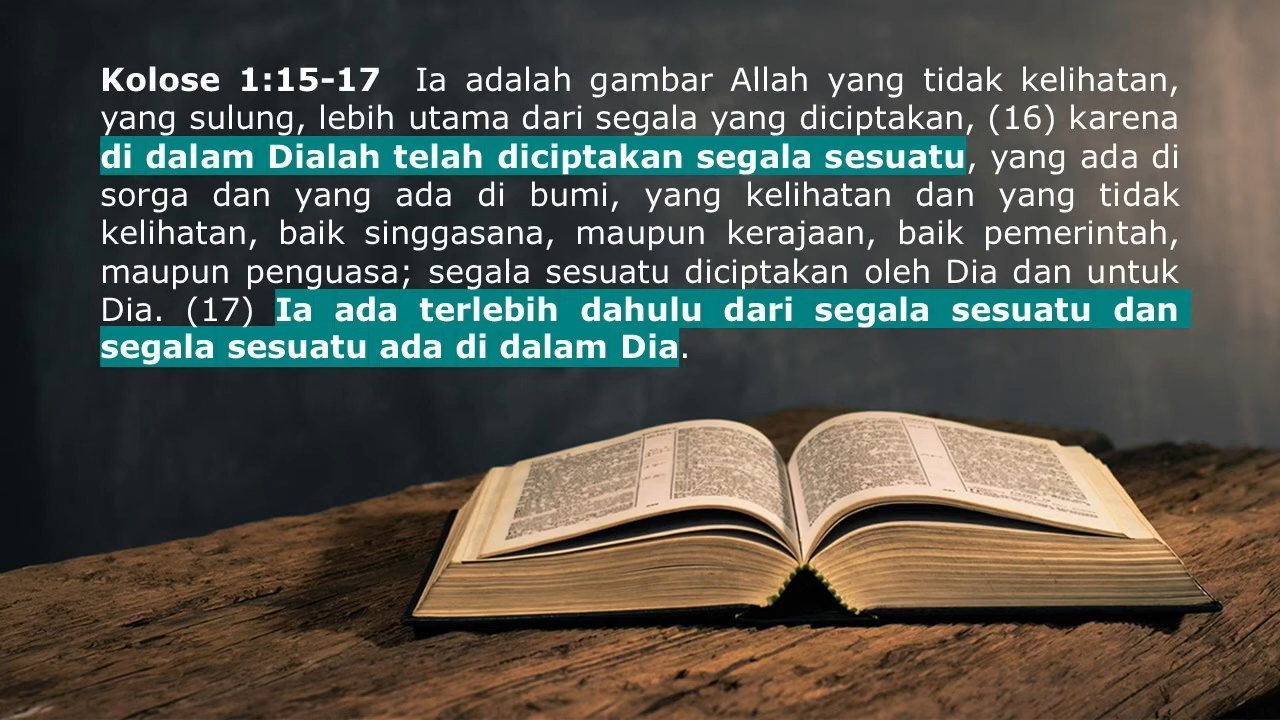 Kolose 1:15-17 Ia adalah gambar Allah yang tidak kelihatan,
yang sulung, lebih utama dari segala yang diciptakan, (16) karena
di dalam Dialah telah diciptakan segala sesuatu, yang ada di
sorga dan yang ada di bumi, yang kelihatan dan yang tidak
kelihatan, baik singgasana, maupun kerajaan, baik pemerintah,
maupun penguasa; segala sesuatu diciptakan oleh Dia dan untuk
Dia. (17) Ia ada terlebih dahulu dari segala sesuatu dan
segala sesuatu ada di dalam Dia.